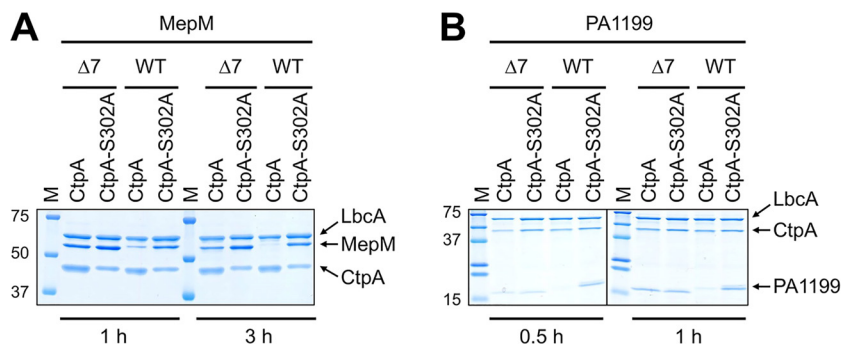 A
MepM
Δ7 WT Δ7 WT
M CtpA CtpA-S302A CtpA CtpA-S302A M CtpA CtpA-S302A CtpA CtpA-S302A
75
50
37
LbcA
MepM
CtpA
1 h 3 h
B
PA1199
Δ7 WT Δ7 WT
M CtpA CtpA-S302A CtpA CtpA-S302A M CtpA CtpA-S302A CtpA CtpA-S302A
75
37
15
LbcA
CtpA
PA1199
0.5 h 1 h